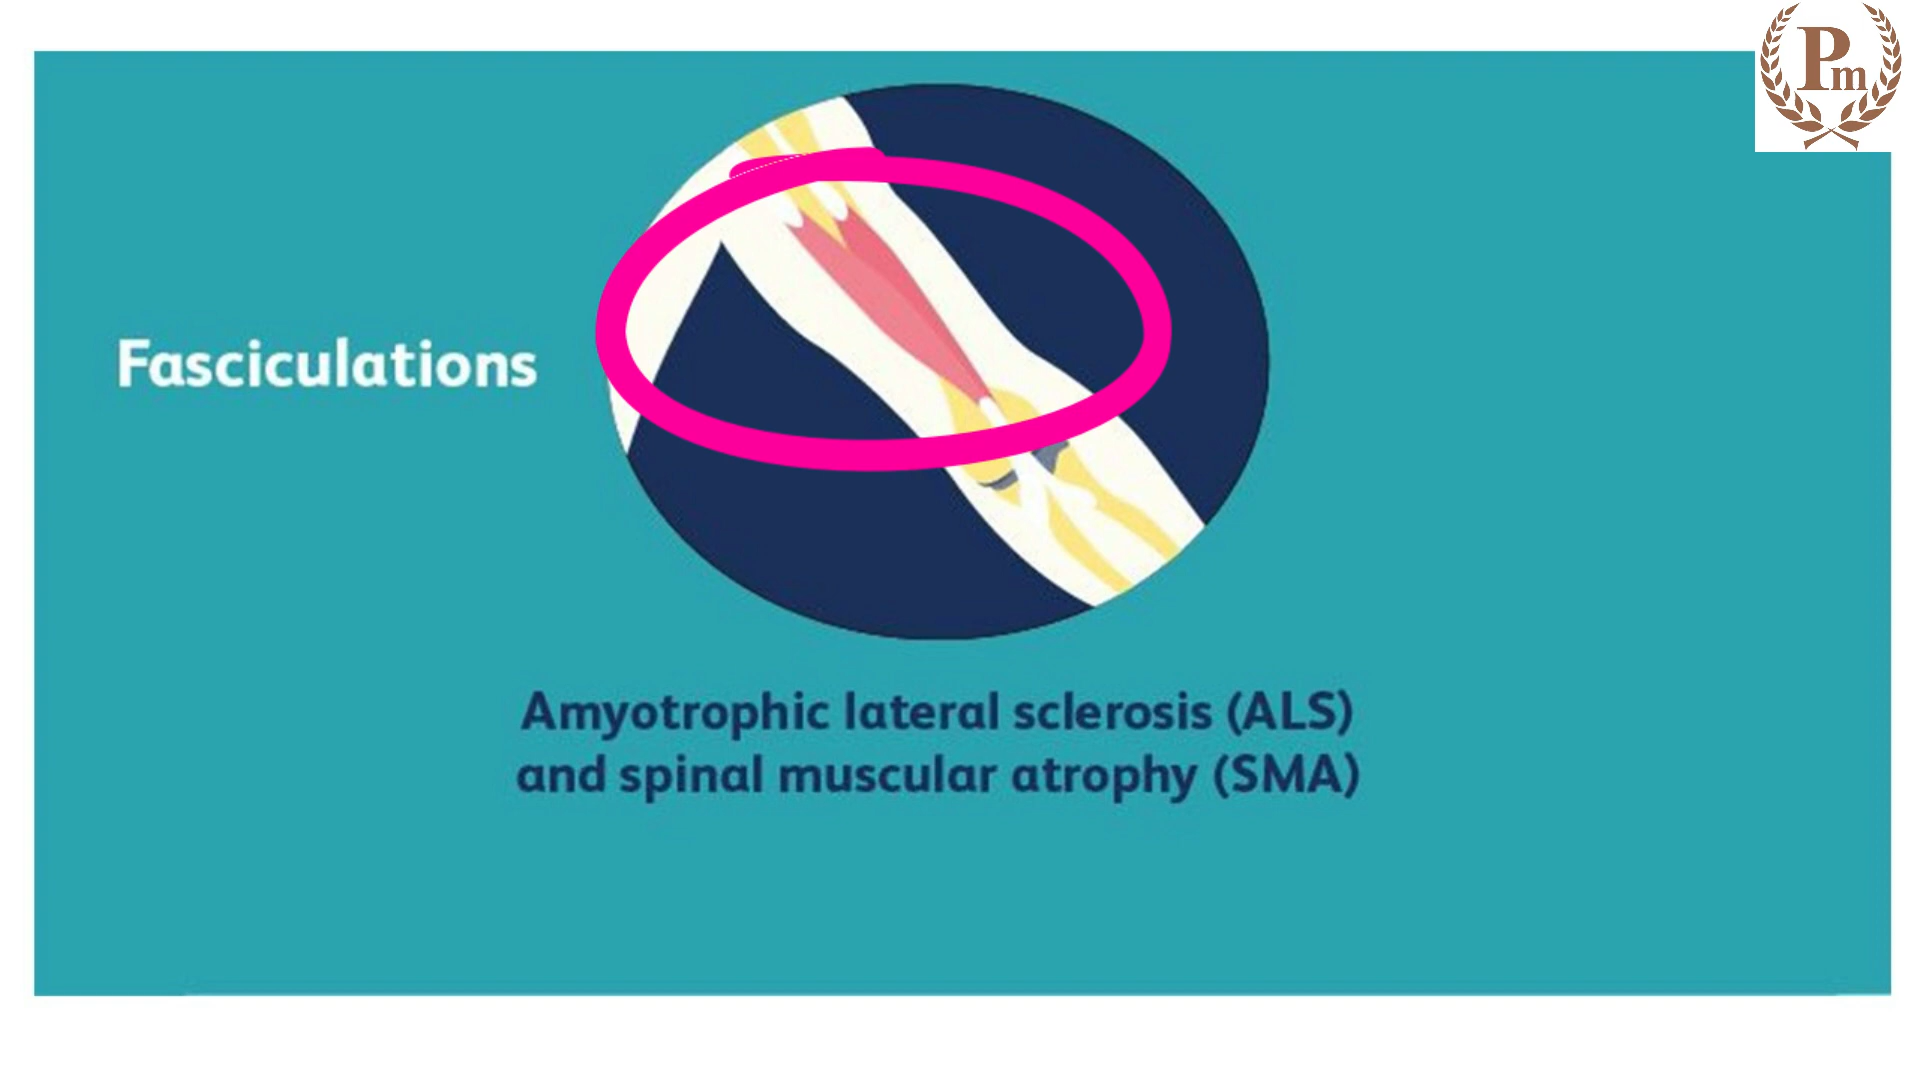 Pm
Fasciculations
Amyotrophic lateral sclerosis (ALS)
and spinal muscular atrophy (SMA)